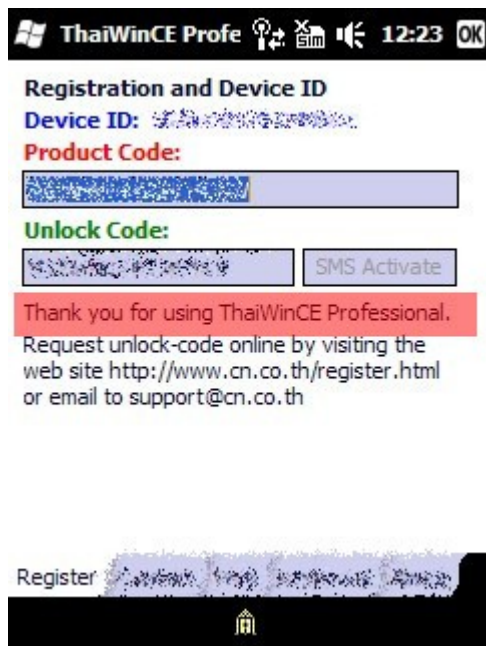 ThaiWinCE Profe 12:23 OK
Registration and Device ID
Device ID:
Product Code:
Unlock Code:
SMS Activate
Thank you for using ThaiWinCE Professional.
Request unlock-code online by visiting the
web site http://www.cn.co.th/register.html
or email to support@cn.co.th
Register